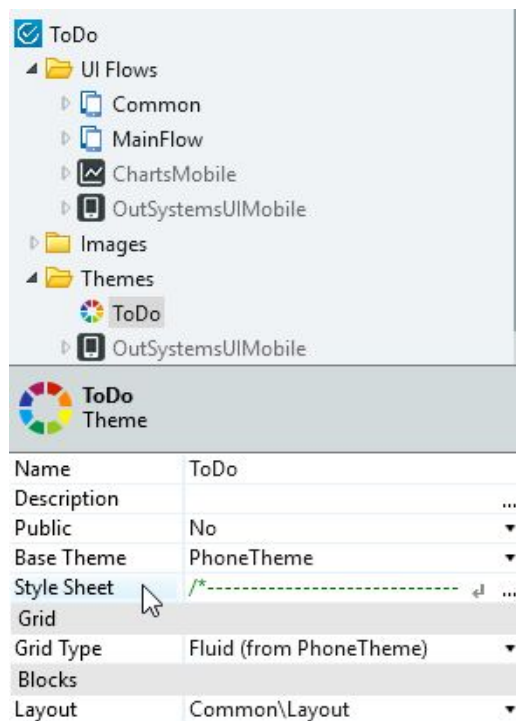 ToDo
UI Flows
Common
MainFlow
ChartsMobile
OutSystemsUIMobile
Images
Themes
ToDo
OutSystemsUIMobile
ToDo
Theme
Name ToDo
Description ...
Public No
Base Theme PhoneTheme
Style Sheet /*---------------------------- ...
Grid
Grid Type Fluid (from PhoneTheme)
Blocks
Layout Common\Layout